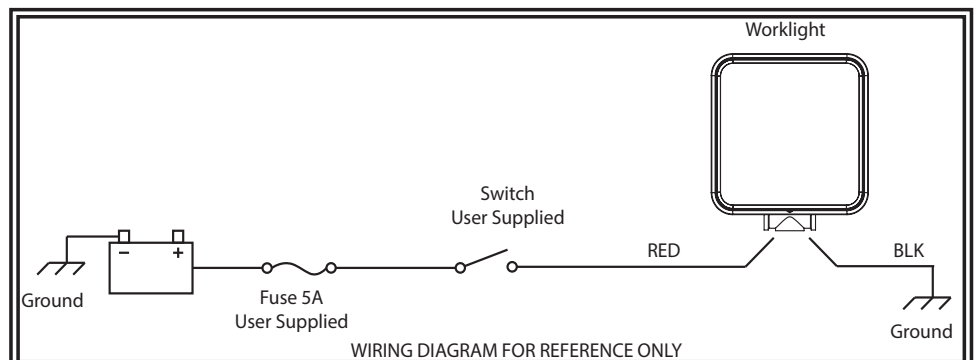 Worklight
Switch
User Supplied
RED
BLK
− +
Ground
Fuse 5A
User Supplied
Ground
WIRING DIAGRAM FOR REFERENCE ONLY